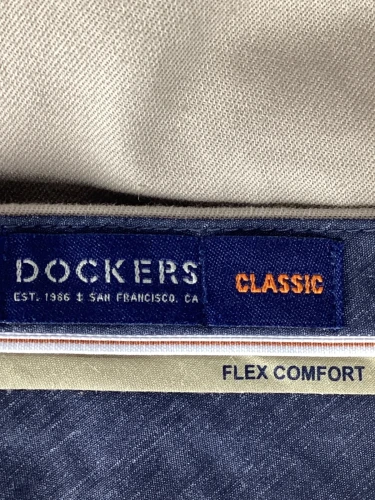 DOCKERS
CLASSIC
EST. 1986 ‡ SAN FRANCISCO, CA
FLEX COMFORT